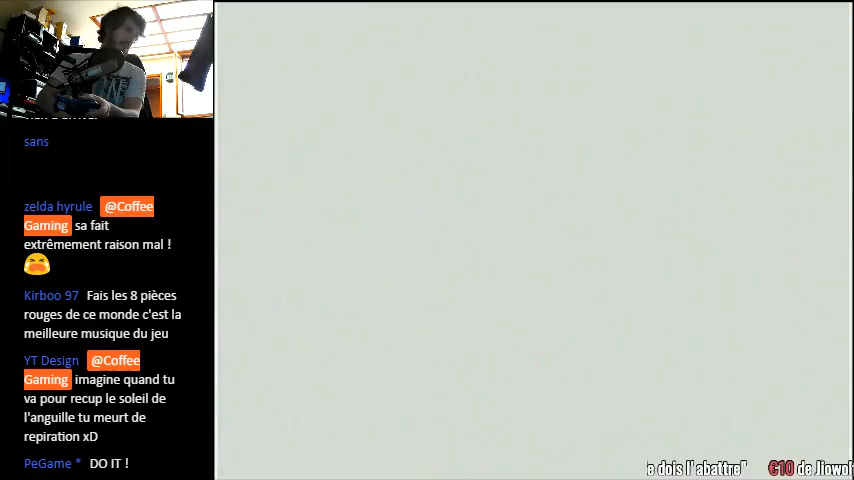 sans
zelda hyrule @Coffee
Gaming sa fait
extrêmement raison mal !
Kirboo 97 Fais les 8 pièces
rouges de ce monde c'est la
meilleure musique du jeu
YT Design @Coffee
Gaming imagine quand tu
va pour recup le soleil de
l'anguille tu meurt de
repiration xD
PeGame * DO IT !
e dois l'abattre" €10 de Jiowol